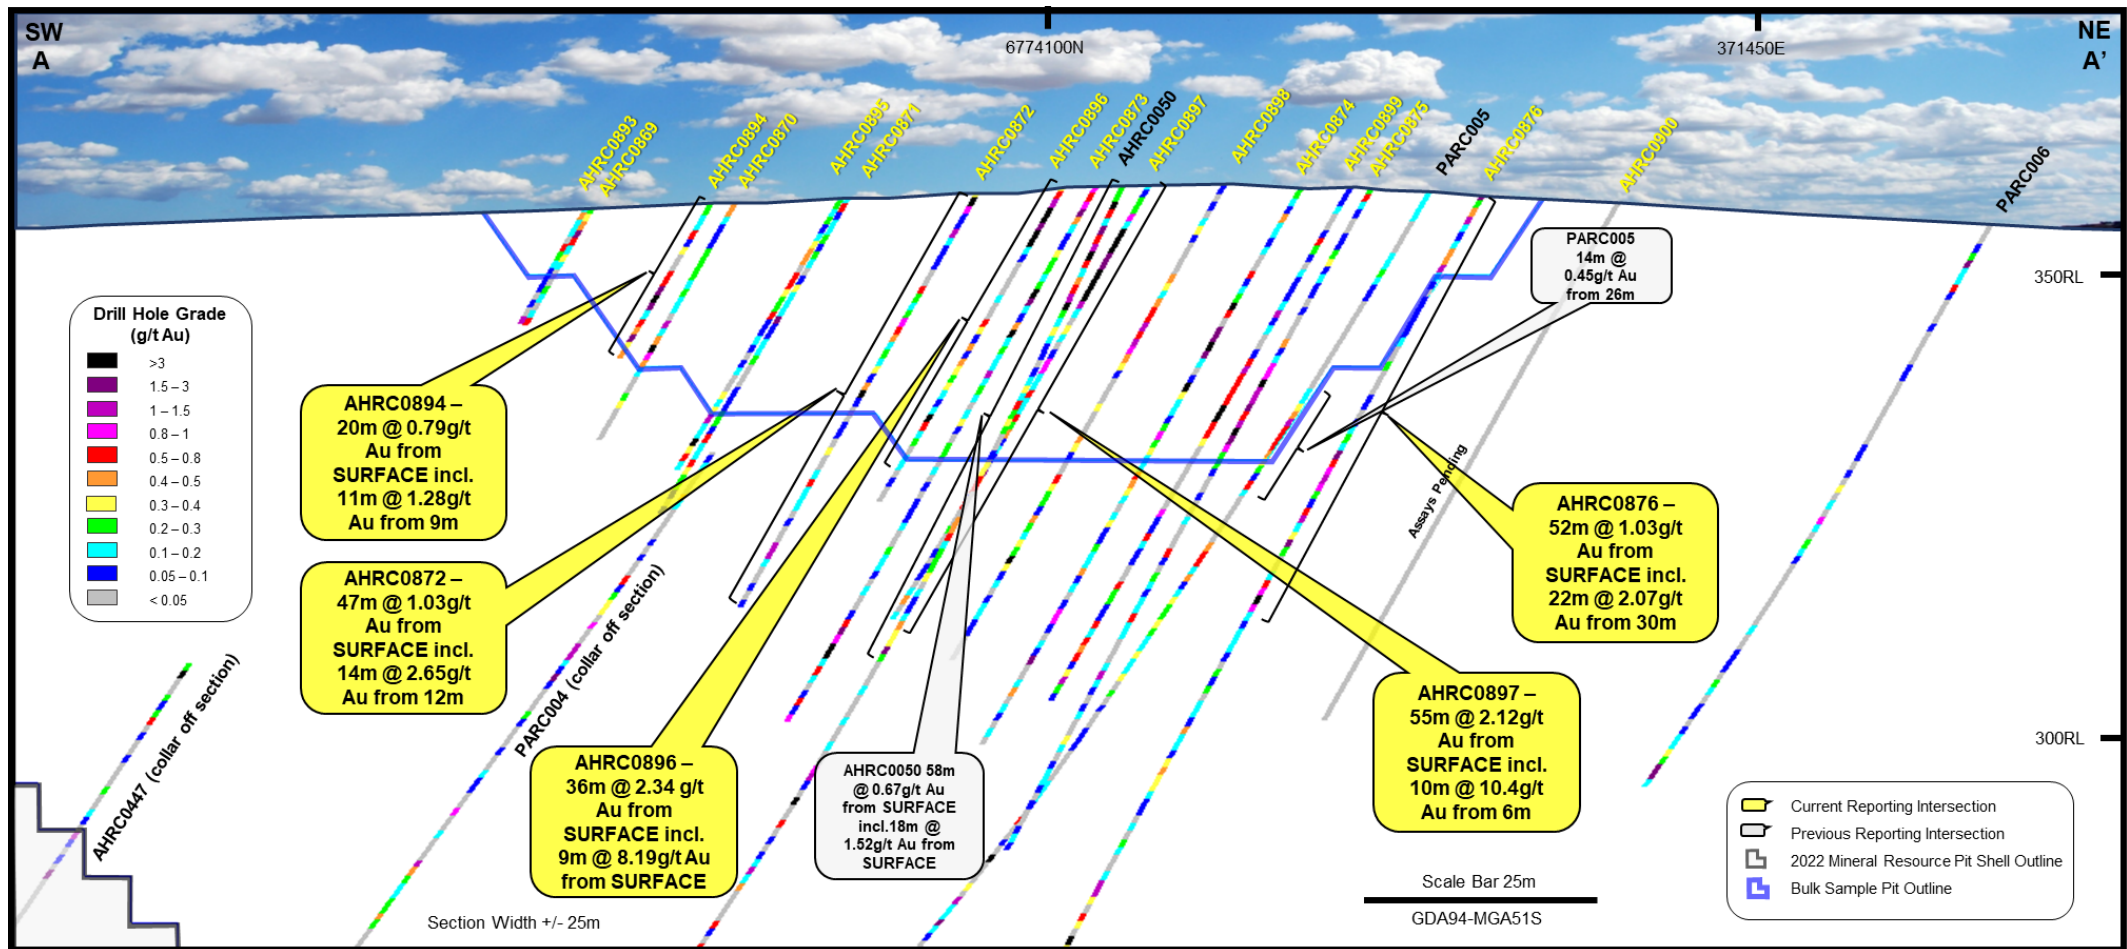 SW
A
NE
A’
6774100N
371450E
AHRC0893
AHRC0869
AHRC0894
AHRC0870
AHRC0895
AHRC0871
AHRC0872
AHRC0896
AHRC0873
AHRC0050
AHRC0897
AHRC0898
AHRC0874
AHRC0899
AHRC0875
PARC005
AHRC0876
AHRC0900
PARC006
350RL
300RL
PARC005
14m @
0.45g/t Au
from 26m
Drill Hole Grade
(g/t Au)
>3
1.5 – 3
1 – 1.5
0.8 – 1
0.5 – 0.8
0.4 – 0.5
0.3 – 0.4
0.2 – 0.3
0.1 – 0.2
0.05 – 0.1
< 0.05
AHRC0894 –
20m @ 0.79g/t
Au from
SURFACE incl.
11m @ 1.28g/t
Au from 9m
AHRC0872 –
47m @ 1.03g/t
Au from
SURFACE incl.
14m @ 2.65g/t
Au from 12m
AHRC0896 –
36m @ 2.34 g/t
Au from
SURFACE incl.
9m @ 8.19g/t Au
from SURFACE
AHRC0050 58m
@ 0.67g/t Au
from SURFACE
incl.18m @
1.52g/t Au from
SURFACE
AHRC0897 –
55m @ 2.12g/t
Au from
SURFACE incl.
10m @ 10.4g/t
Au from 6m
AHRC0876 –
52m @ 1.03g/t
Au from
SURFACE incl.
22m @ 2.07g/t
Au from 30m
Assays Pending
PARC004 (collar off section)
AHRC0447 (collar off section)
Section Width +/- 25m
Scale Bar 25m
GDA94-MGA51S
Current Reporting Intersection
Previous Reporting Intersection
2022 Mineral Resource Pit Shell Outline
Bulk Sample Pit Outline